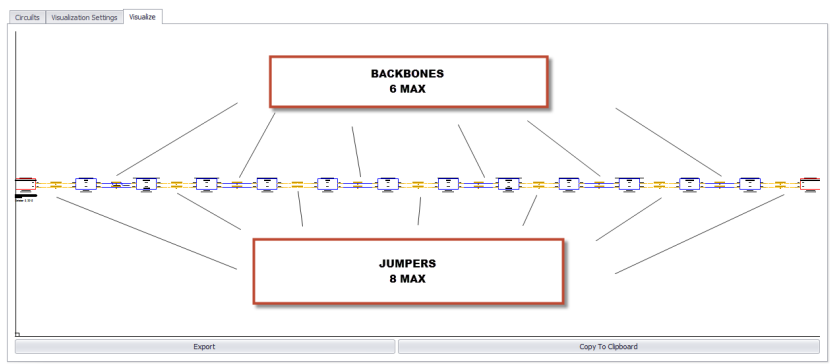 Circuits Visualization Settings Visualize
BACKBONES
6 MAX
JUMPERS
8 MAX
Export Copy To Clipboard